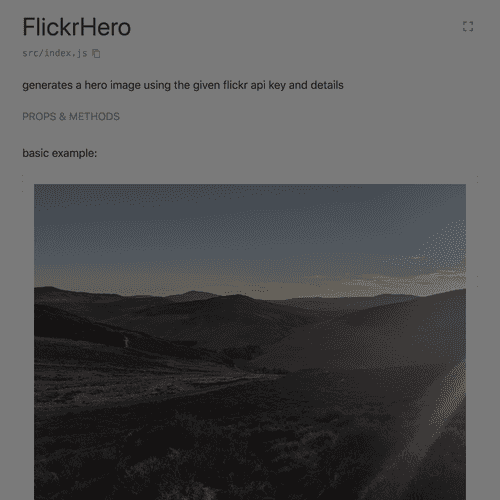 FlickrHero
src/index.js
generates a hero image using the given flickr api key and details
PROPS & METHODS
basic example: